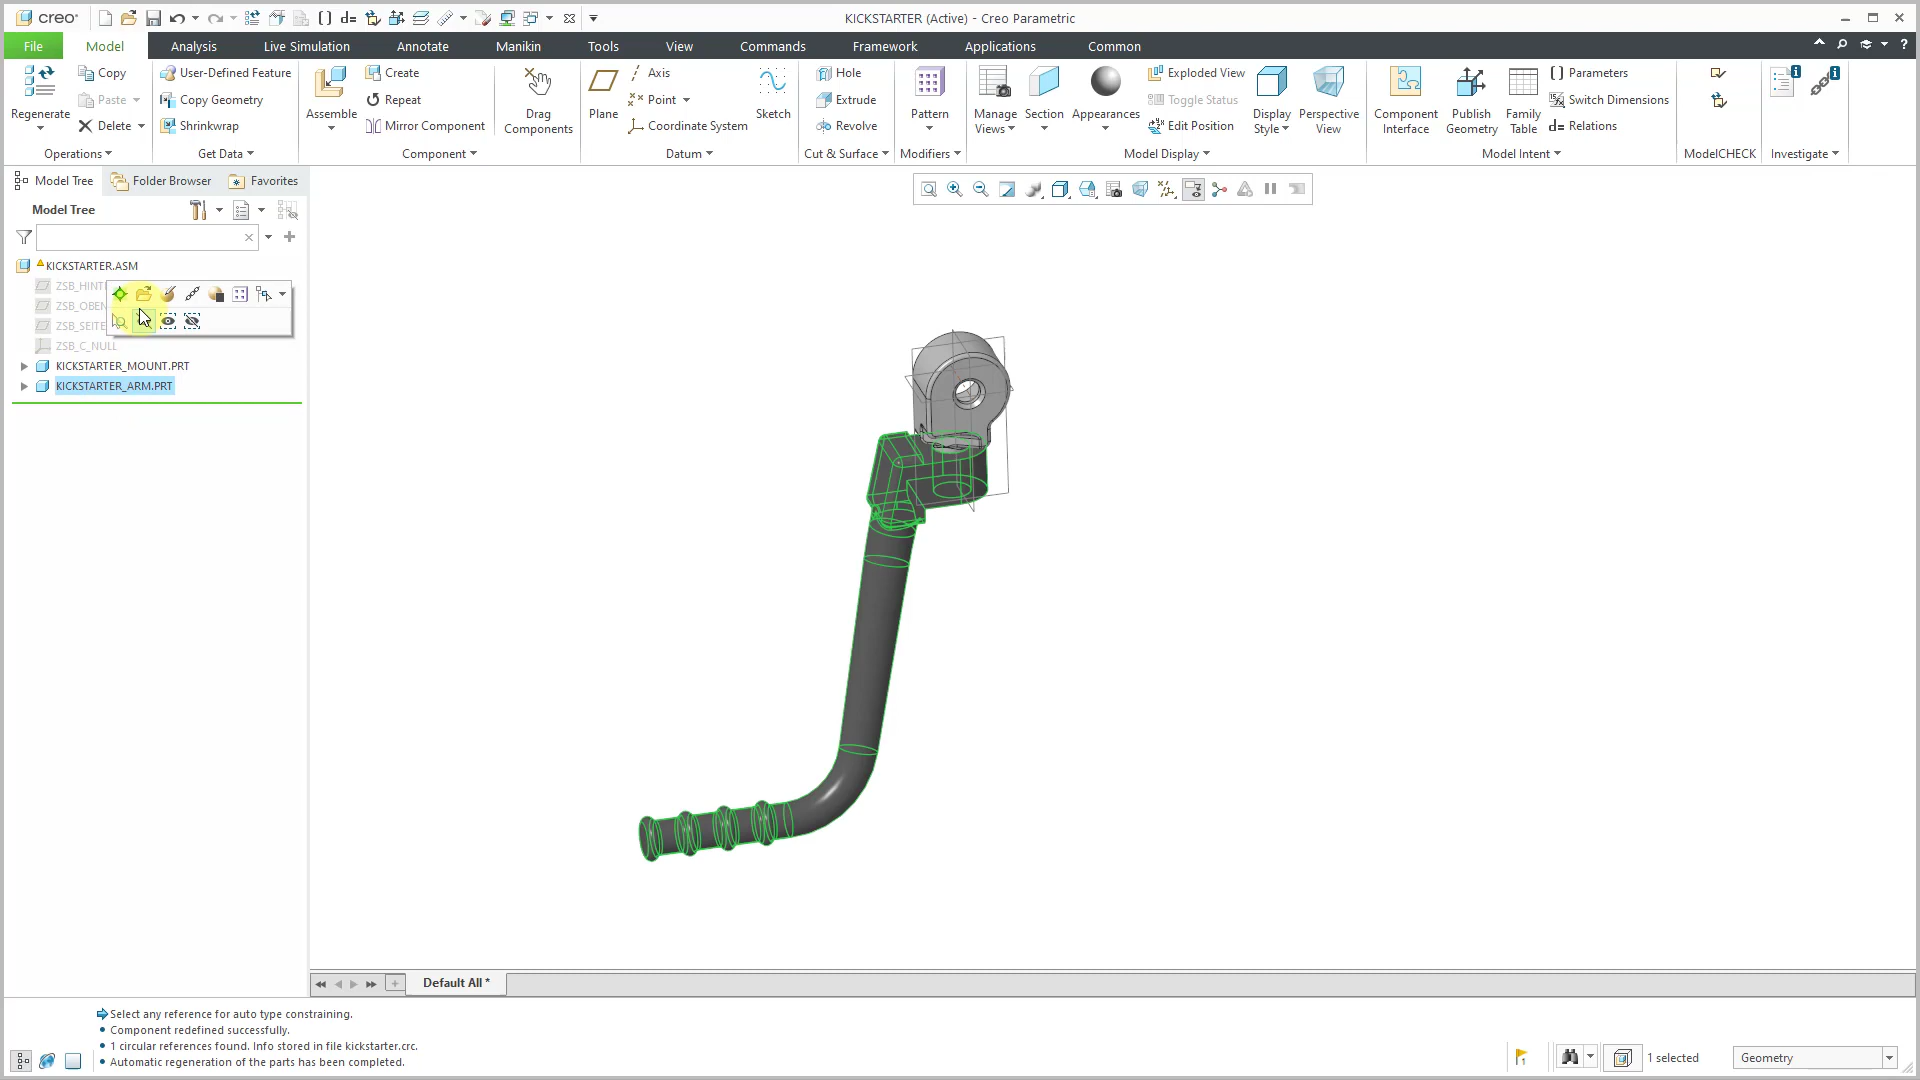 creo
KICKSTARTER (Active) - Creo Parametric
File
Model
Analysis
Live Simulation
Annotate
Manikin
Tools
View
Commands
Framework
Applications
Common
Regenerate
Copy
Paste
Delete
Operations
User-Defined Feature
Copy Geometry
Shrinkwrap
Get Data
Assemble
Create
Repeat
Mirror Component
Component
Drag Components
Plane
Axis
Point
Coordinate System
Sketch
Datum
Hole
Extrude
Revolve
Cut & Surface
Pattern
Modifiers
Manage Views
Section
Appearances
Exploded View
Toggle Status
Edit Position
Display Style
Perspective View
Model Display
Component Interface
Publish Geometry
Family Table
Parameters
Switch Dimensions
d= Relations
Model Intent
ModelCHECK
Investigate
Model Tree
Folder Browser
Favorites
Model Tree
KICKSTARTER.ASM
ZSB_C_NULL
KICKSTARTER_MOUNT.PRT
KICKSTARTER_ARM.PRT
Default All *
Select any reference for auto type constraining.
Component redefined successfully.
1 circular references found. Info stored in file kickstarter.crc.
Automatic regeneration of the parts has been completed.
1 selected
Geometry